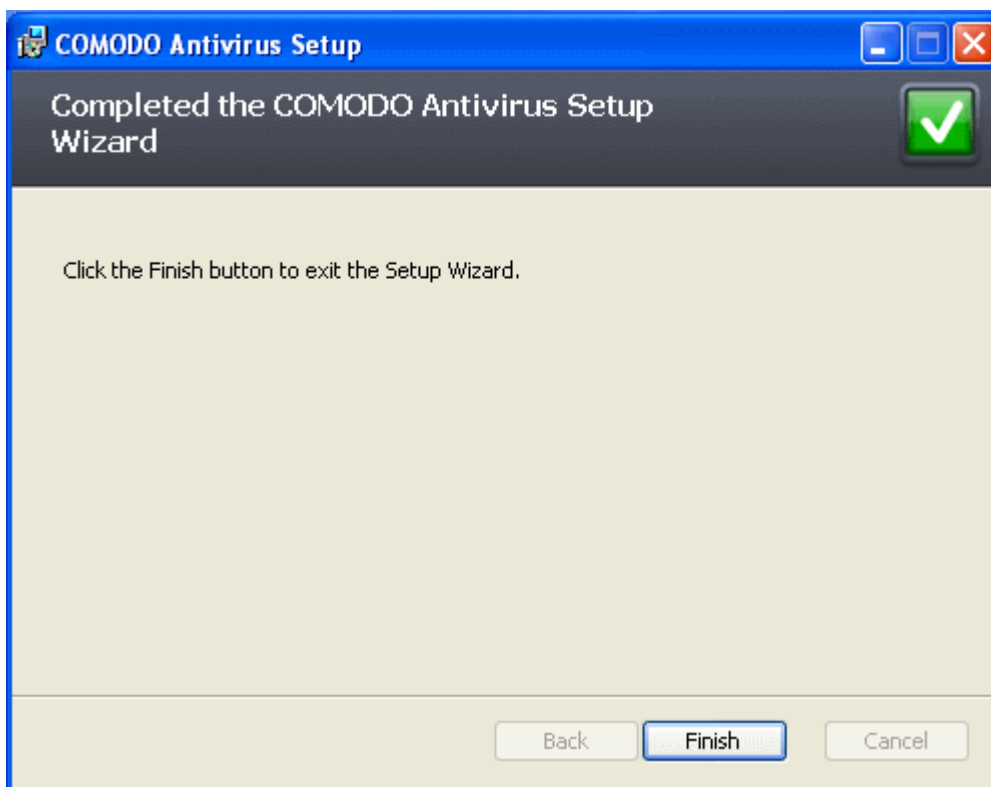 COMODO Antivirus Setup
Completed the COMODO Antivirus Setup
Wizard
Click the Finish button to exit the Setup Wizard.
Back Finish Cancel